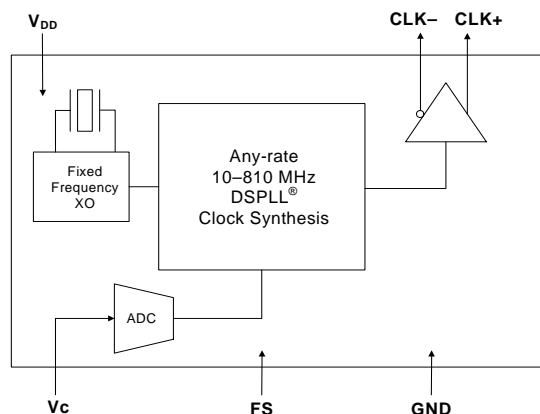 VDD
CLK–
CLK+
Fixed
Frequency
XO
Any-rate
10–810 MHz
DSPLL®
Clock Synthesis
ADC
Vc
FS
GND